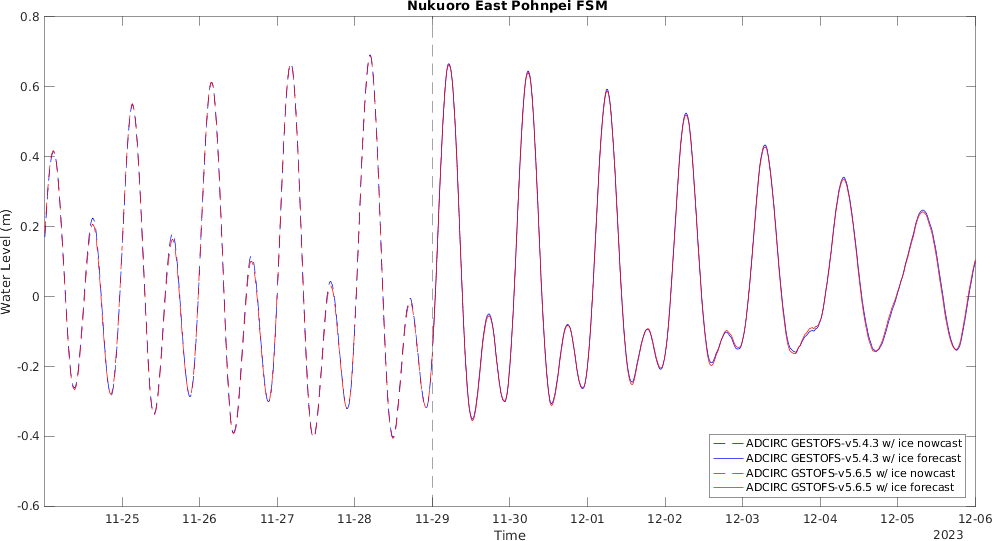 Nukuoro East Pohnpei FSM
0.8
0.6
0.4
0.2
0
-0.2
-0.4
-0.6
Water Level (m)
ADCIRC GESTOFS-v5.4.3 w/ ice nowcast
ADCIRC GESTOFS-v5.4.3 w/ ice forecast
ADCIRC GSTOFS-v5.6.5 w/ ice nowcast
ADCIRC GSTOFS-v5.6.5 w/ ice forecast
11-25 11-26 11-27 11-28 11-29 11-30 12-01 12-02 12-03 12-04 12-05 12-06
Time
2023